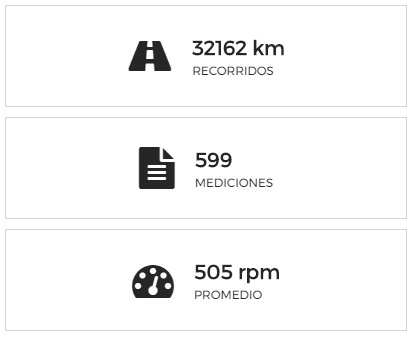 32162 km
RECORRIDOS
599
MEDICIONES
505 rpm
PROMEDIO